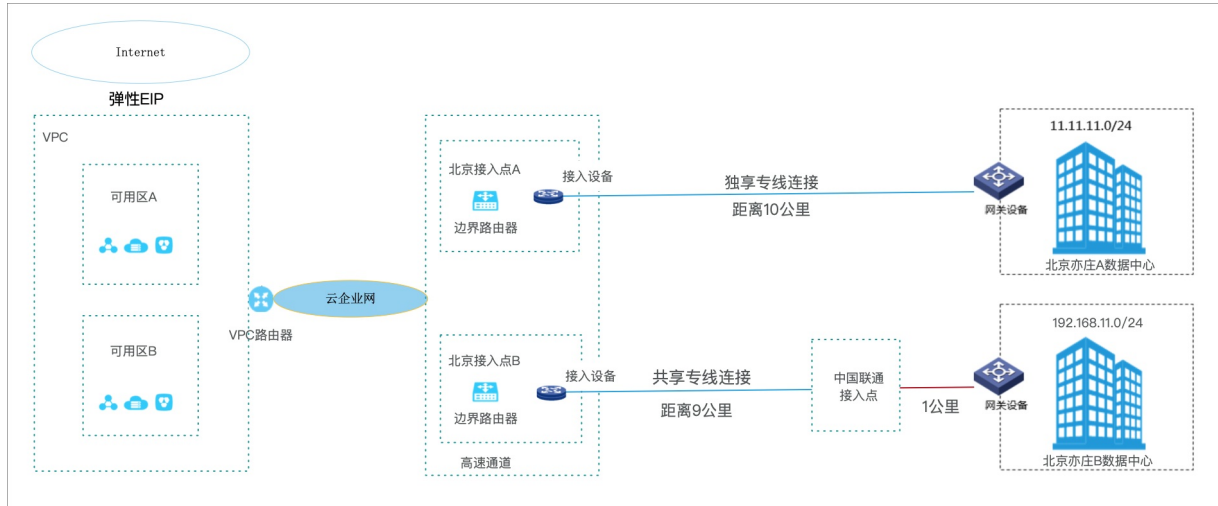 Internet
弹性EIP
VPC
可用区A
可用区B
VPC路由器
云企业网
北京接入点A
边界路由器
接入设备
北京接入点B
边界路由器
接入设备
高速通道
独享专线连接
距离10公里
共享专线连接
距离9公里
中国联通
接入点
1公里
11.11.11.0/24
网关设备
北京亦庄A数据中心
192.168.11.0/24
网关设备
北京亦庄B数据中心